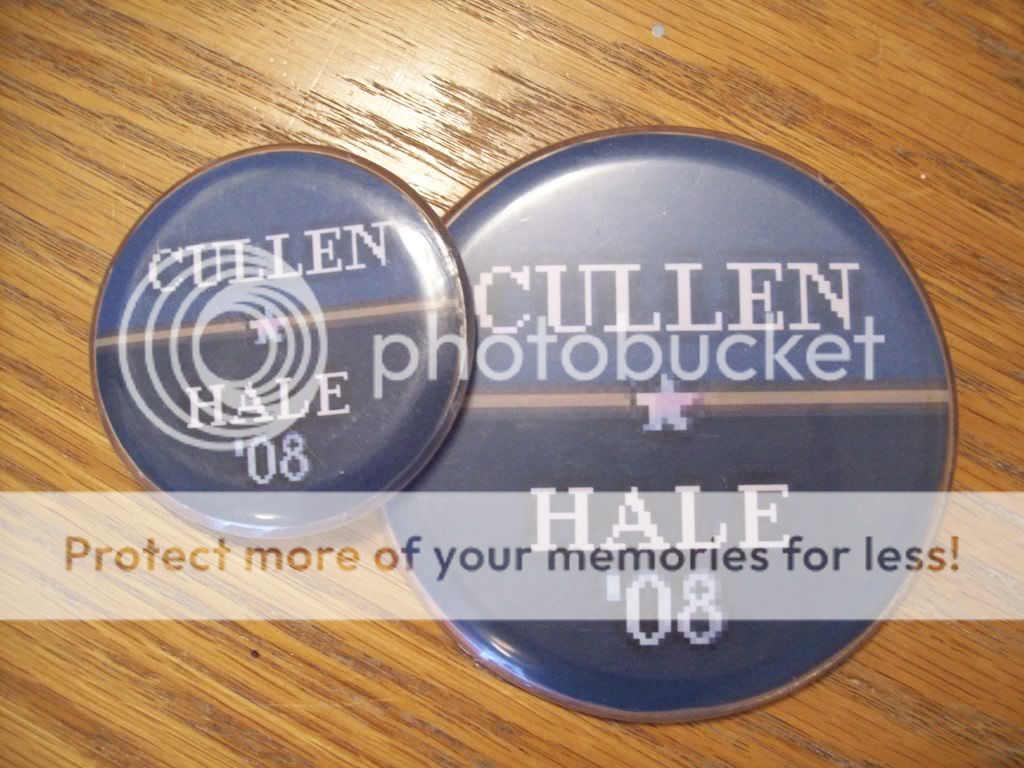 CULLEN
HALE
'08
CULLEN
HALE
'08
photobucket
Protect more of your memories for less!